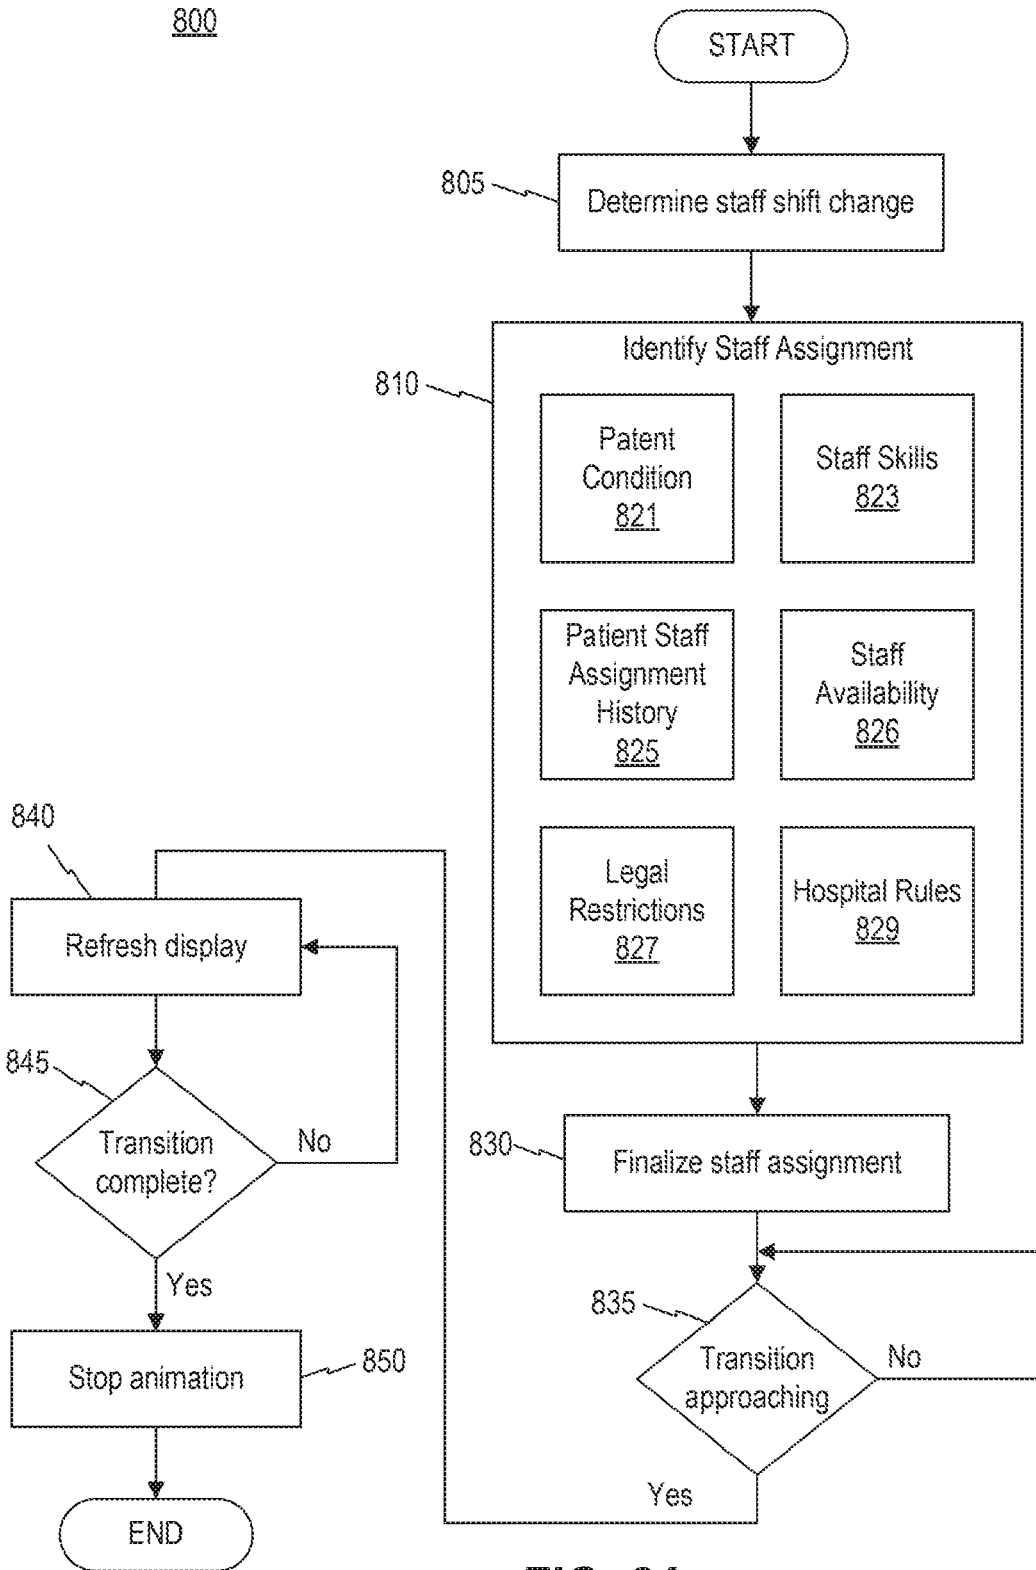 800
START
805
Determine staff shift change
810
Identify Staff Assignment
Patent
Condition
821
Staff Skills
823
Patient Staff
Assignment
History
825
Staff
Availability
826
Legal
Restrictions
827
Hospital Rules
829
830
Finalize staff assignment
835
Transition
approaching
No
Yes
840
Refresh display
845
Transition
complete?
No
Yes
Stop animation
850
END